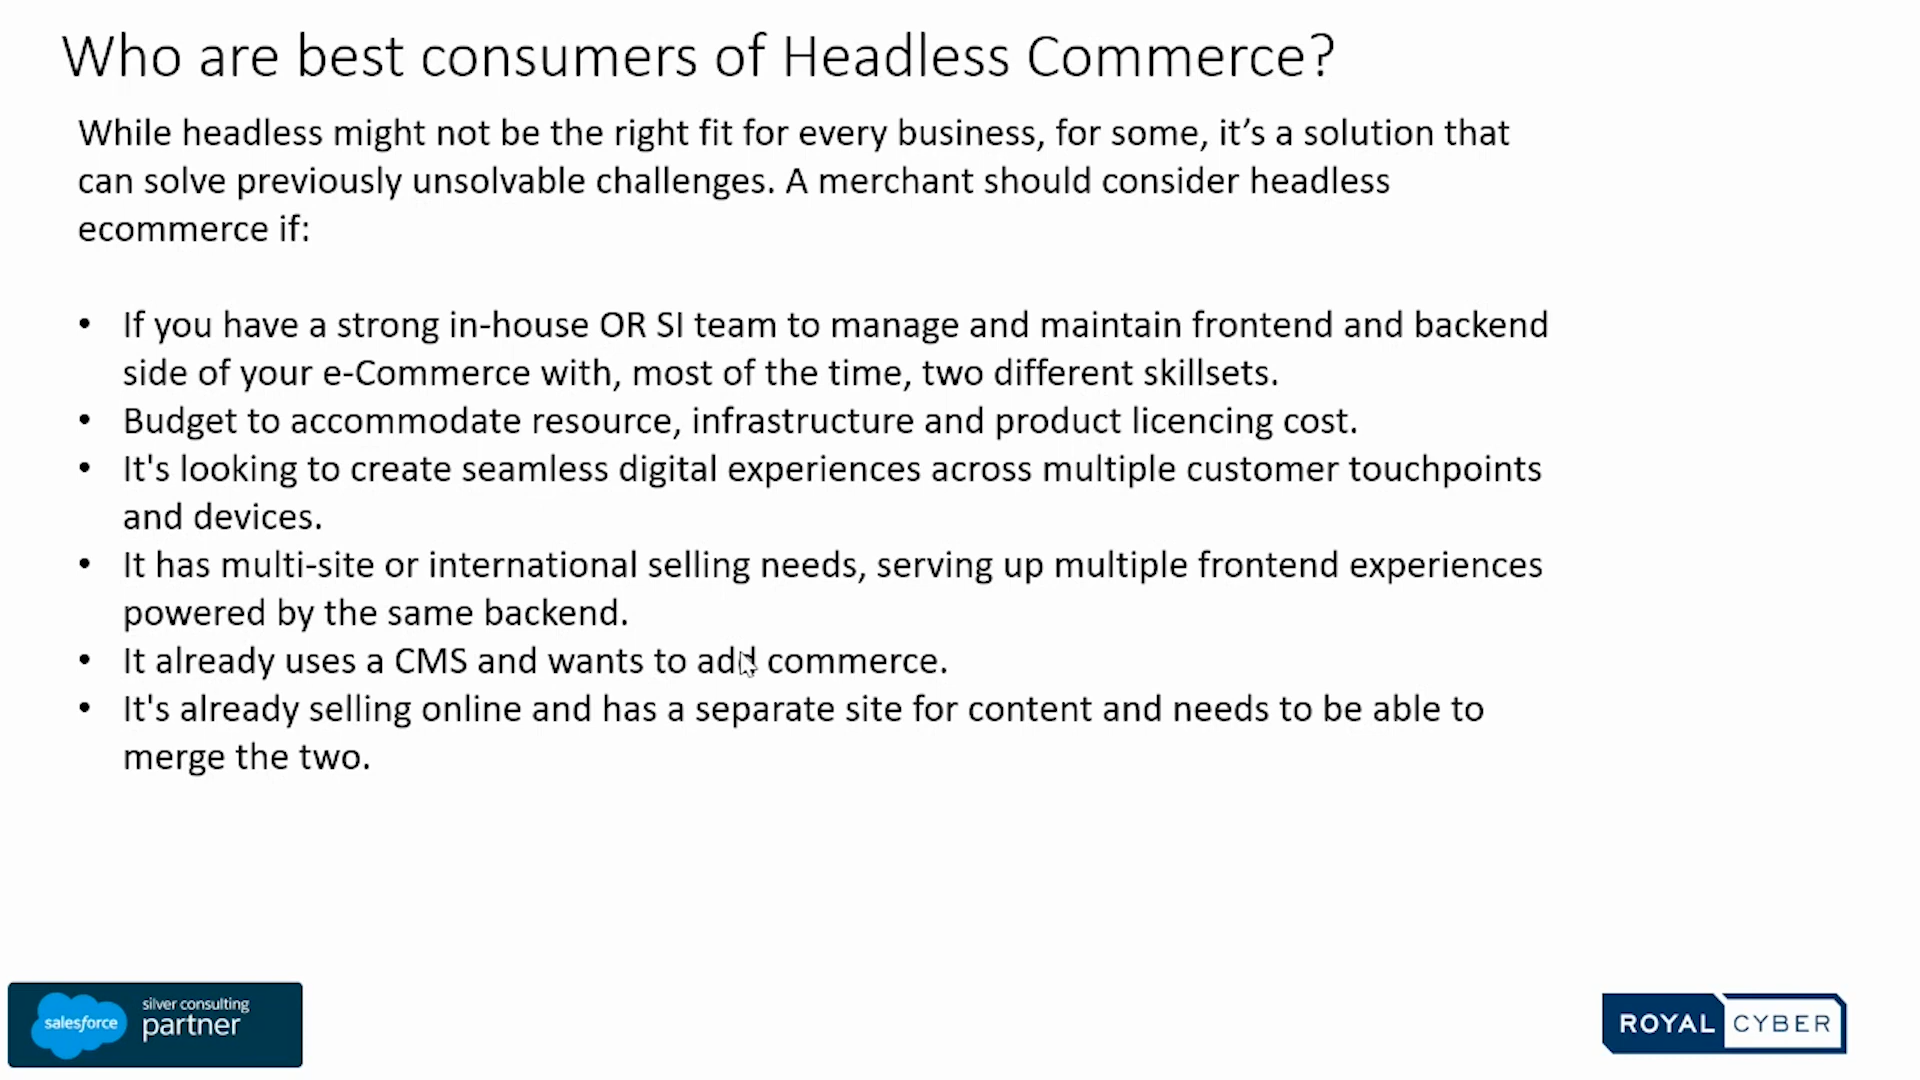 Who are best consumers of Headless Commerce?
While headless might not be the right fit for every business, for some, it’s a solution that
can solve previously unsolvable challenges. A merchant should consider headless
ecommerce if:
• If you have a strong in-house OR SI team to manage and maintain frontend and backend
side of your e-Commerce with, most of the time, two different skillsets.
• Budget to accommodate resource, infrastructure and product licencing cost.
• It's looking to create seamless digital experiences across multiple customer touchpoints
and devices.
• It has multi-site or international selling needs, serving up multiple frontend experiences
powered by the same backend.
• It already uses a CMS and wants to add commerce.
• It's already selling online and has a separate site for content and needs to be able to
merge the two.
salesforce
silver consulting
partner
ROYAL CYBER